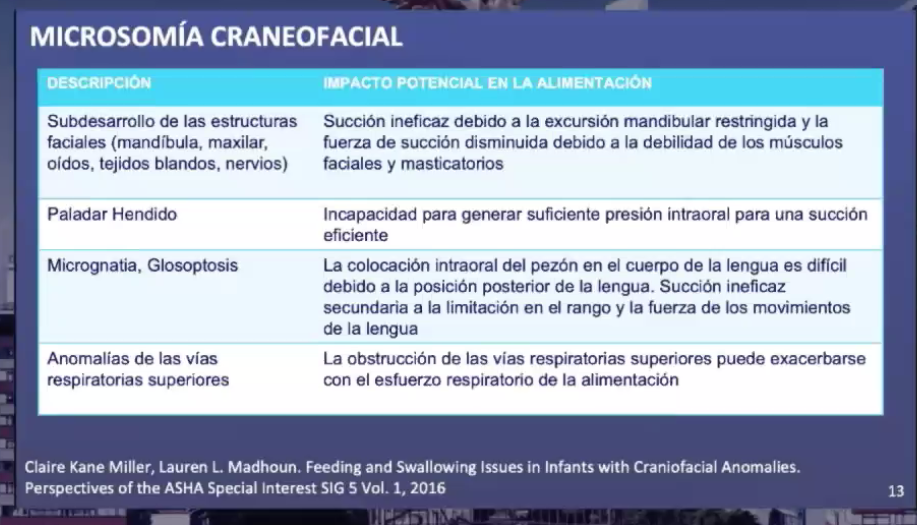 MICROSOMÍA CRANEOFACIAL
DESCRIPCIÓN
IMPACTO POTENCIAL EN LA ALIMENTACIÓN
Subdesarrollo de las estructuras
faciales (mandíbula, maxilar,
oídos, tejidos blandos, nervios)
Succión ineficaz debido a la excursión mandibular restringida y la
fuerza de succión disminuida debido a la debilidad de los músculos
faciales y masticatorios
Paladar Hendido
Incapacidad para generar suficiente presión intraoral para una succión
eficiente
Micrognatia, Glosoptosis
La colocación intraoral del pezón en el cuerpo de la lengua es difícil
debido a la posición posterior de la lengua. Succión ineficaz
secundaria a la limitación en el rango y la fuerza de los movimientos
de la lengua
Anomalías de las vías
respiratorias superiores
La obstrucción de las vías respiratorias superiores puede exacerbarse
con el esfuerzo respiratorio de la alimentación
Claire Kane Miller, Lauren L. Madhoun. Feeding and Swallowing Issues in Infants with Craniofacial Anomalies.
Perspectives of the ASHA Special Interest SIG 5 Vol. 1, 2016
13